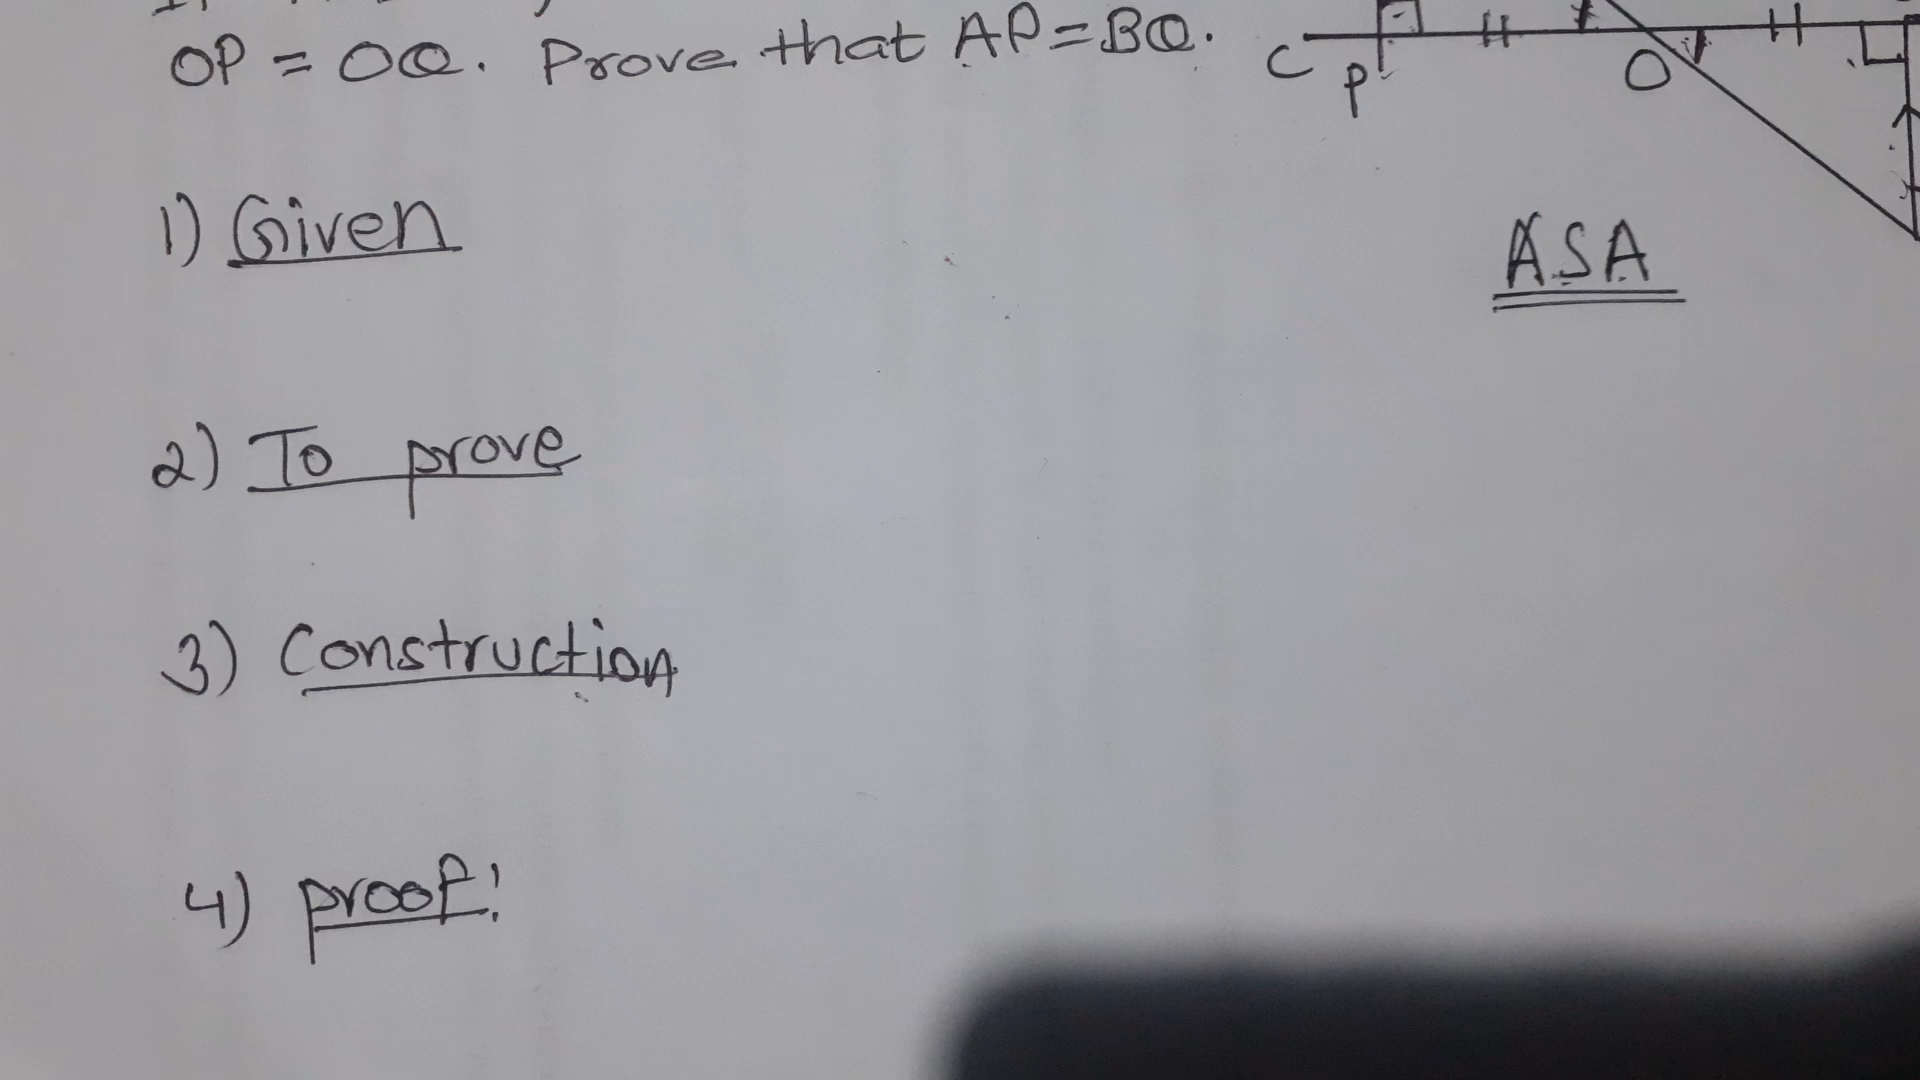 OP = OQ. Prove that AP=BQ.
C
P
O
1) Given
ASA
2) To prove
3) Construction
4) proof: